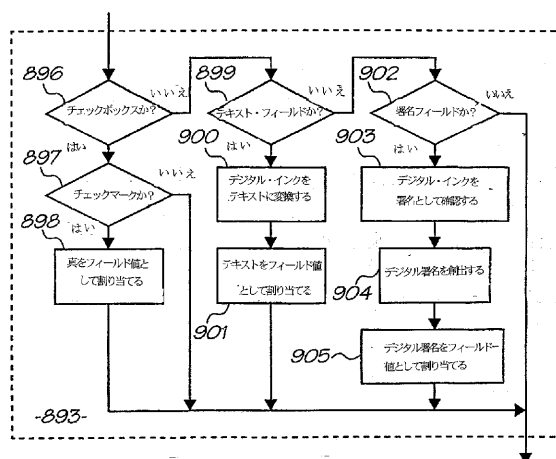 896
チェックボックスか?
いいえ
はい
897
チェックマークか?
いいえ
はい
898
真をフィールド値と
して割り当てる
899
テキスト・フィールドか?
いいえ
はい
900
デジタル・インクを
テキストに変換する
テキストをフィールド値
として割り当てる
901
902
署名フィールドか?
いいえ
はい
903
デジタル・インクを
署名として確認する
デジタル署名を創出する
904
デジタル署名をフィールド
値として割り当てる
905
-893-